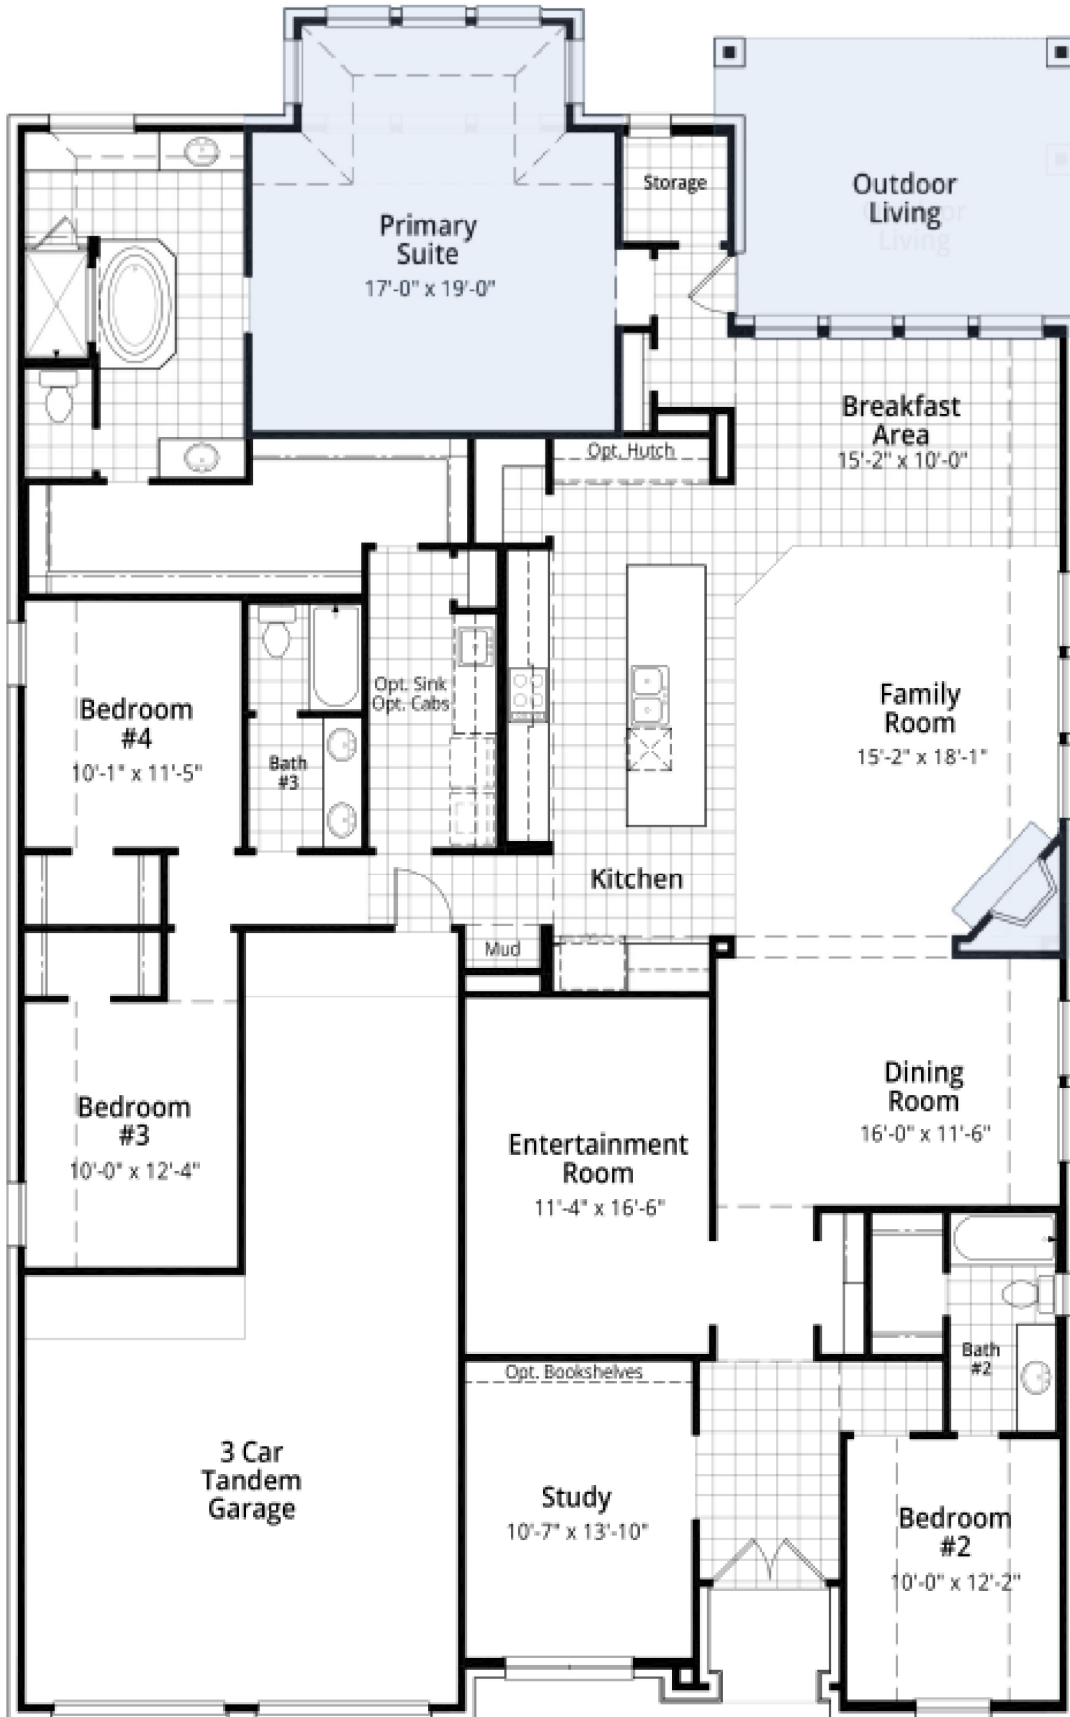 Primary
Suite
17'-0" x 19'-0"
Storage
Outdoor
Living
Breakfast
Area
15'-2" x 10'-0"
Opt. Hutch
Bedroom
#4
10'-1" x 11'-5"
Bath
#3
Opt. Sink
Opt. Cabs
Family
Room
15'-2" x 18'-1"
Kitchen
Mud
Bedroom
#3
10'-0" x 12'-4"
Entertainment
Room
11'-4" x 16'-6"
Dining
Room
16'-0" x 11'-6"
Bath
#2
Opt. Bookshelves
3 Car
Tandem
Garage
Study
10'-7" x 13'-10"
Bedroom
#2
10'-0" x 12'-2"